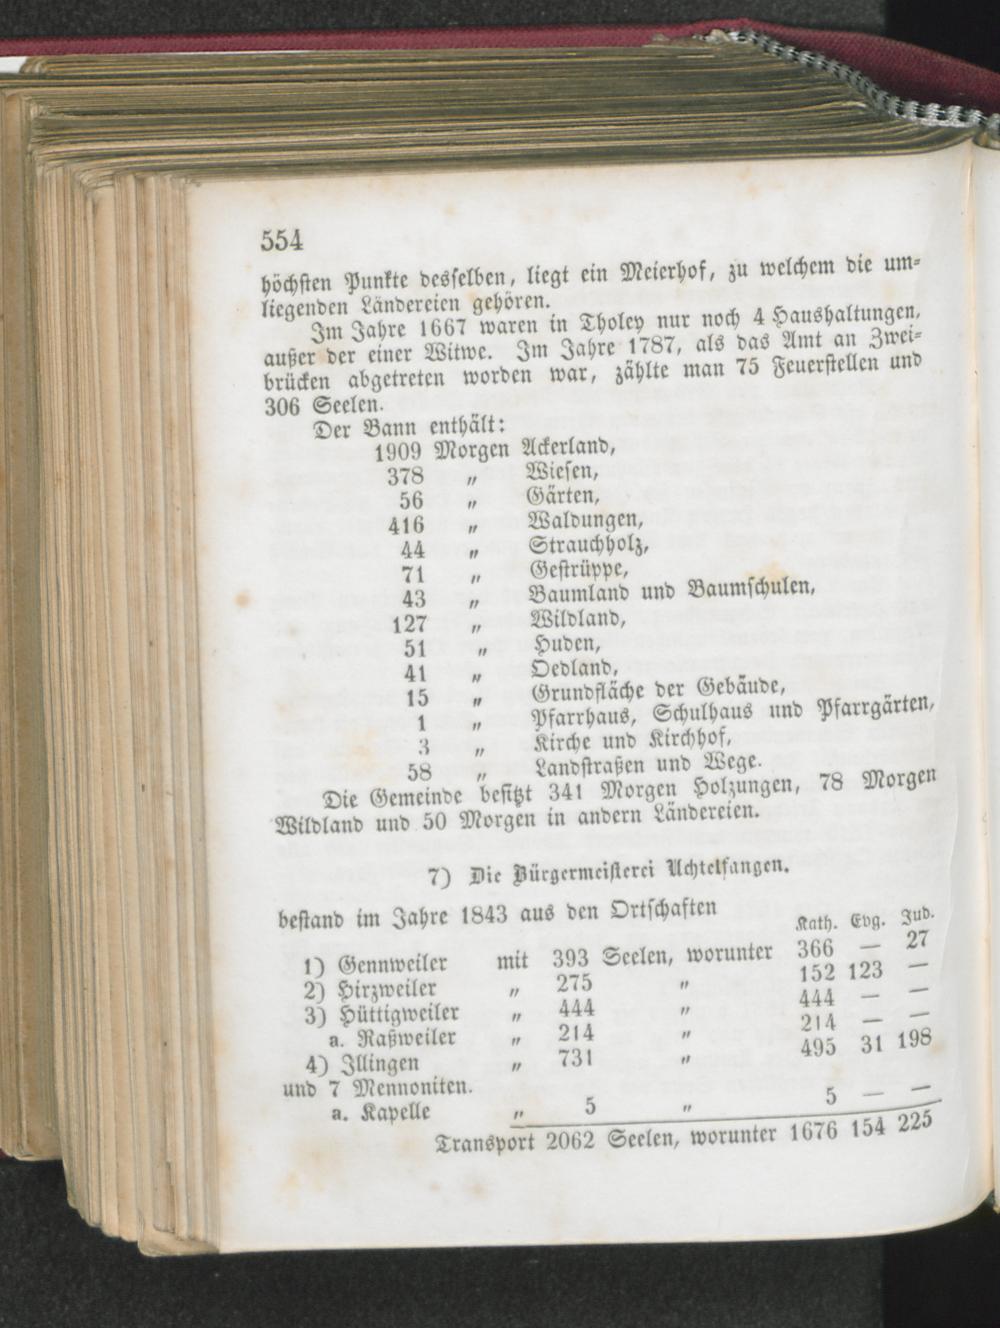 554
höchsten Punkte desselben, liegt ein Meierhof, zu welchem die um-
liegenden Ländereien gehören.
Im Jahre 1667 waren in Tholey nur noch 4 Haushaltungen,
außer der einer Witwe. Im Jahre 1787, als das Amt an Zwei-
brücken abgetreten worden war, zählte man 75 Feuerstellen und
306 Seelen.
Der Bann enthält:
1909 Morgen Ackerland,
378 „ Wiesen,
56 „ Gärten,
416 „ Waldungen,
44 „ Strauchholz,
71 „ Gestrüppe,
43 „ Baumland und Baumschulen,
127 „ Wildland,
51 „ Huden,
41 „ Oedland,
15 „ Grundfläche der Gebäude,
1 „ Pfarrhaus, Schulhaus und Pfarrgärten,
3 „ Kirche und Kirchhof,
58 „ Landstraßen und Wege.
Die Gemeinde besitzt 341 Morgen Holzungen, 78 Morgen
Wildland und 50 Morgen in andern Ländereien.
7) Die Bürgermeisterei Uchtelfangen.
bestand im Jahre 1843 aus den Ortschaften
Kath. Evg. Jud.
1) Gennweiler mit 393 Seelen, worunter 366 — 27
2) Hirzweiler „ 275 „ 152 123 —
3) Hüttigweiler „ 444 „ 444 — —
a. Raßweiler „ 214 „ 214 — —
4) Illingen „ 731 „ 495 31 198
und 7 Mennoniten.
a. Kapelle „ 5 „ 5 — —
Transport 2062 Seelen, worunter 1676 154 225